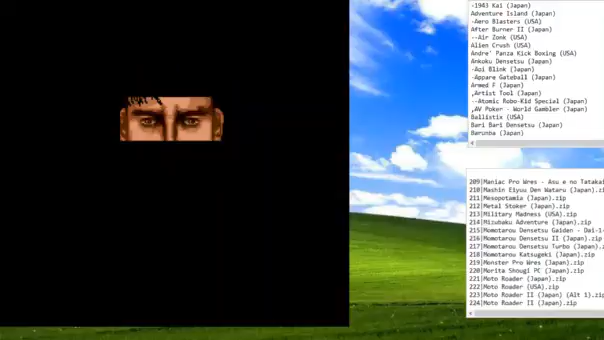 -1943 Kai (Japan)
Adventure Island (Japan)
-Aero Blasters (USA)
After Burner II (Japan)
--Air Zonk (USA)
Alien Crush (USA)
Andre' Panza Kick Boxing (USA)
Ankoku Densetsu (Japan)
-Aoi Blink (Japan)
-Appare Gateball (Japan)
Armed F (Japan)
,Artist Tool (Japan)
--Atomic Robo-Kid Special (Japan)
,AV Poker - World Gambler (Japan)
Ballistix (USA)
Bari Bari Densetsu (Japan)
Barunba (Japan)
209|Maniac Pro Wres - Asu e no Tatakai
210|Mashin Eiyuu Den Wataru (Japan).zip
211|Mesopotamia (Japan).zip
212|Metal Stoker (Japan).zip
213|Military Madness (USA).zip
214|Mizubaku Adventure (Japan).zip
215|Momotarou Densetsu Gaiden - Dai-1
216|Momotarou Densetsu II (Japan).zip
217|Momotarou Densetsu Turbo (Japan).zip
218|Momotarou Katsugeki (Japan).zip
219|Monster Pro Wres (Japan).zip
220|Morita Shougi PC (Japan).zip
221|Moto Roader (Japan).zip
222|Moto Roader (USA).zip
223|Moto Roader II (Japan) (Alt 1).zip
224|Moto Roader II (Japan).zip